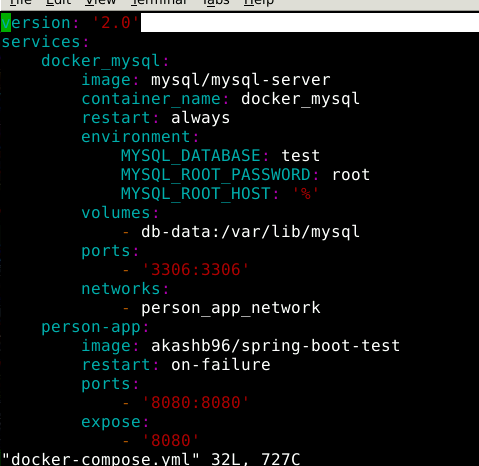 File Edit View Terminal Tabs Help
version: '2.0'
services:
    docker_mysql:
        image: mysql/mysql-server
        container_name: docker_mysql
        restart: always
        environment:
            MYSQL_DATABASE: test
            MYSQL_ROOT_PASSWORD: root
            MYSQL_ROOT_HOST: '%'
        volumes:
            - db-data:/var/lib/mysql
        ports:
            - '3306:3306'
        networks:
            - person_app_network
    person-app:
        image: akashb96/spring-boot-test
        restart: on-failure
        ports:
            - '8080:8080'
        expose:
            - '8080'
"docker-compose.yml" 32L, 727C